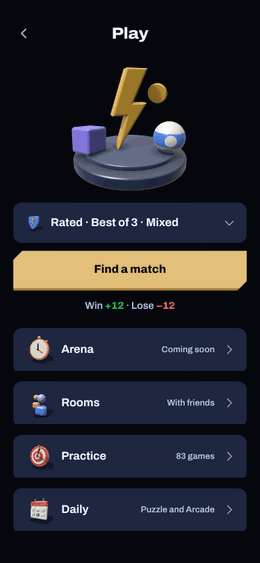 Play
Rated · Best of 3 · Mixed
Find a match
Win +12 · Lose −12
Arena Coming soon
Rooms With friends
Practice 83 games
Daily Puzzle and Arcade